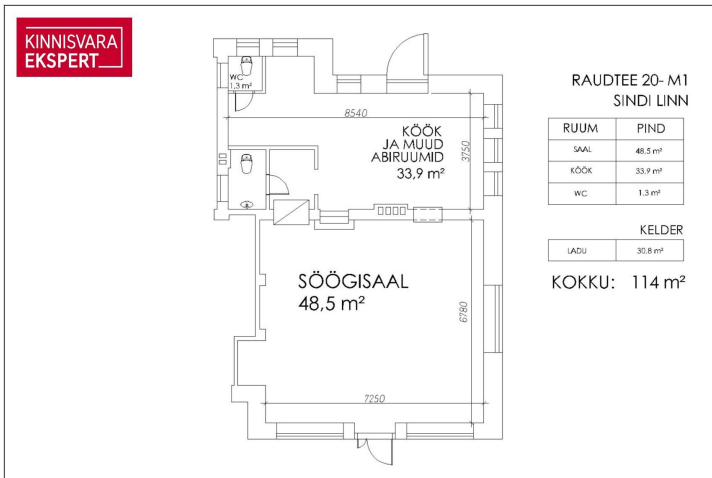 KINNISVARA
EKSPERT
WC
1,3 m²
8540
KÖÖK
JA MUUD
ABIRUUMID
33,9 m²
3750
SÖÖGISAAL
48,5 m²
6780
7250
RAUDTEE 20- M1
SINDI LINN
RUUM PIND
SAAL 48,5 m²
KÖÖK 33,9 m²
WC 1.3 m²
KELDER
LADU 30,8 m²
KOKKU: 114 m²